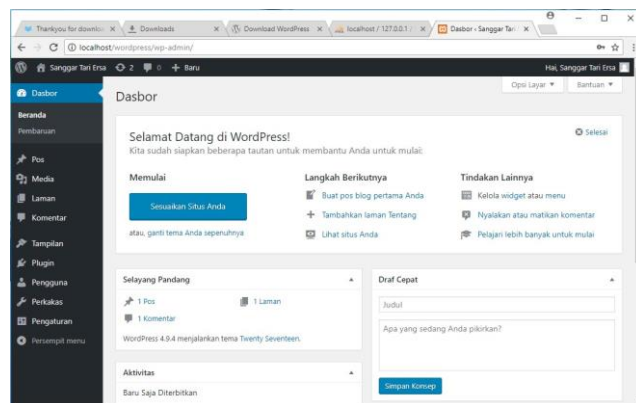 Thankyou for downloa
Downloads
Download WordPress
localhost / 127.0.0.1 /
Dasbor ‹ Sanggar Tari
localhost/wordpress/wp-admin/
Sanggar Tari Ersa
2
0
Baru
Hai, Sanggar Tari Ersa
Opsi Layar
Bantuan
Dasbor
Beranda
Pembaruan
Pos
Media
Laman
Komentar
Tampilan
Plugin
Pengguna
Perkakas
Pengaturan
Persempit menu
Dasbor
Selamat Datang di WordPress!
Selesai
Kita sudah siapkan beberapa tautan untuk membantu Anda untuk mulai:
Memulai
Sesuaikan Situs Anda
atau, ganti tema Anda sepenuhnya
Langkah Berikutnya
Buat pos blog pertama Anda
Tambahkan laman Tentang
Lihat situs Anda
Tindakan Lainnya
Kelola widget atau menu
Nyalakan atau matikan komentar
Pelajari lebih banyak untuk mulai
Selayang Pandang
1 Pos
1 Laman
1 Komentar
WordPress 4.9.4 menjalankan tema Twenty Seventeen.
Aktivitas
Baru Saja Diterbitkan
Draf Cepat
Judul
Apa yang sedang Anda pikirkan?
Simpan Konsep